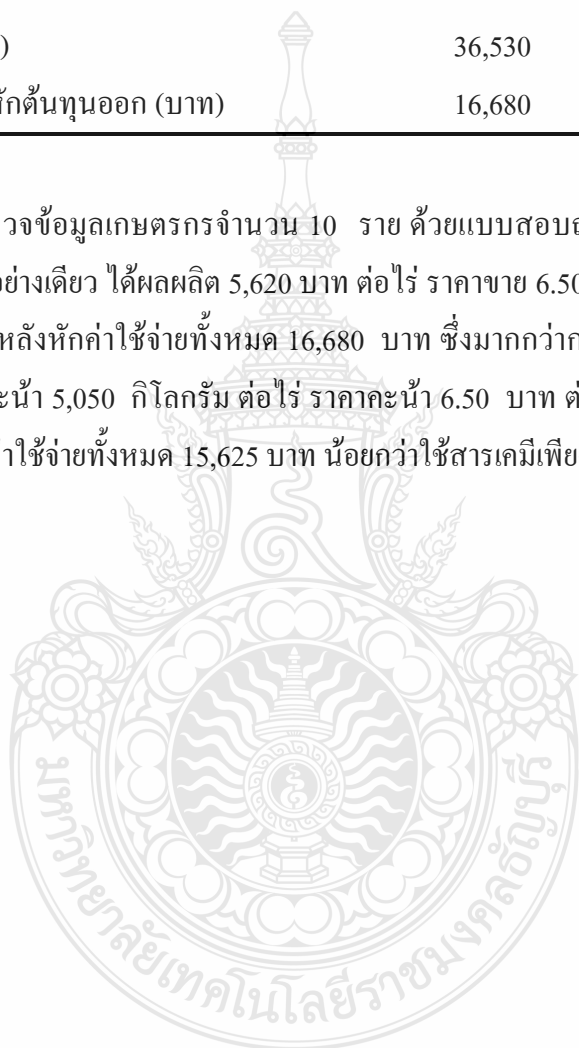 )
36,530
หักต้นทุนออก (บาท)
16,680
วจข้อมูลเกษตรกรจำนวน 10 ราย ด้วยแบบสอบถ
อย่างเดียว ได้ผลผลิต 5,620 บาท ต่อไร่ ราคาขาย 6.50
หลังหักค่าใช้จ่ายทั้งหมด 16,680 บาท ซึ่งมากกว่าก
ะน้า 5,050 กิโลกรัม ต่อไร่ ราคาคะน้า 6.50 บาท ต่
าใช้จ่ายทั้งหมด 15,625 บาท น้อยกว่าใช้สารเคมีเพีย
มหาวิทยาลัยเทคโนโลยีราชมงคลธัญบุรี